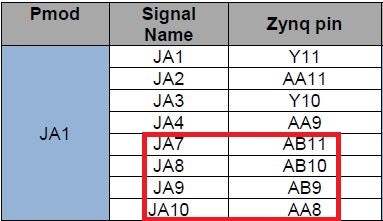 Pmod Signal Name Zynq pin
JA1
JA1 Y11
JA2 AA11
JA3 Y10
JA4 AA9
JA7 AB11
JA8 AB10
JA9 AB9
JA10 AA8